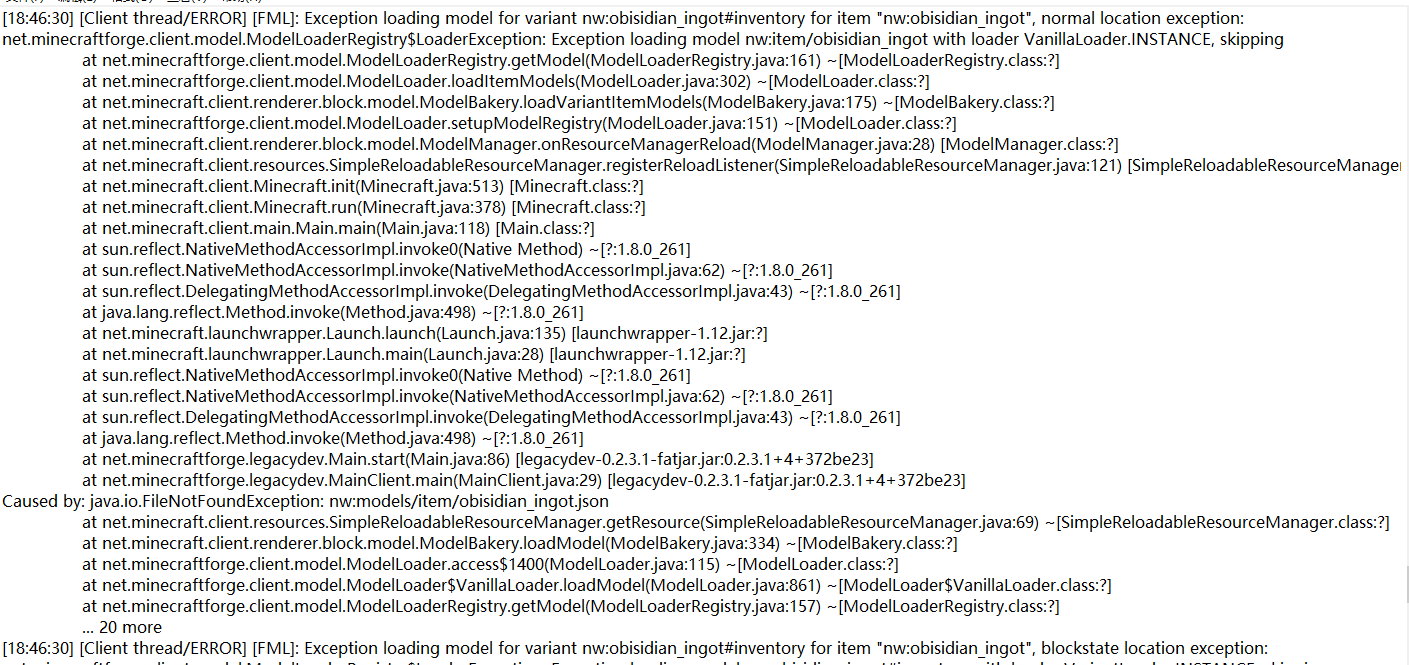 [18:46:30] [Client thread/ERROR] [FML]: Exception loading model for variant nw:obisidian_ingot#inventory for item "nw:obisidian_ingot", normal location exception:
net.minecraftforge.client.model.ModelLoaderRegistry$LoaderException: Exception loading model nw:item/obisidian_ingot with loader VanillaLoader.INSTANCE, skipping
at net.minecraftforge.client.model.ModelLoaderRegistry.getModel(ModelLoaderRegistry.java:161) ~[ModelLoaderRegistry.class:?]
at net.minecraftforge.client.model.ModelLoader.loadItemModels(ModelLoader.java:302) ~[ModelLoader.class:?]
at net.minecraft.client.renderer.block.model.ModelBakery.loadVariantItemModels(ModelBakery.java:175) ~[ModelBakery.class:?]
at net.minecraftforge.client.model.ModelLoader.setupModelRegistry(ModelLoader.java:151) ~[ModelLoader.class:?]
at net.minecraft.client.renderer.block.model.ModelManager.onResourceManagerReload(ModelManager.java:28) [ModelManager.class:?]
at net.minecraft.client.resources.SimpleReloadableResourceManager.registerReloadListener(SimpleReloadableResourceManager.java:121) [SimpleReloadableResourceManager
at net.minecraft.client.Minecraft.init(Minecraft.java:513) [Minecraft.class:?]
at net.minecraft.client.Minecraft.run(Minecraft.java:378) [Minecraft.class:?]
at net.minecraft.client.main.Main.main(Main.java:118) [Main.class:?]
at sun.reflect.NativeMethodAccessorImpl.invoke0(Native Method) ~[?:1.8.0_261]
at sun.reflect.NativeMethodAccessorImpl.invoke(NativeMethodAccessorImpl.java:62) ~[?:1.8.0_261]
at sun.reflect.DelegatingMethodAccessorImpl.invoke(DelegatingMethodAccessorImpl.java:43) ~[?:1.8.0_261]
at java.lang.reflect.Method.invoke(Method.java:498) ~[?:1.8.0_261]
at net.minecraft.launchwrapper.Launch.launch(Launch.java:135) [launchwrapper-1.12.jar:?]
at net.minecraft.launchwrapper.Launch.main(Launch.java:28) [launchwrapper-1.12.jar:?]
at sun.reflect.NativeMethodAccessorImpl.invoke0(Native Method) ~[?:1.8.0_261]
at sun.reflect.NativeMethodAccessorImpl.invoke(NativeMethodAccessorImpl.java:62) ~[?:1.8.0_261]
at sun.reflect.DelegatingMethodAccessorImpl.invoke(DelegatingMethodAccessorImpl.java:43) ~[?:1.8.0_261]
at java.lang.reflect.Method.invoke(Method.java:498) ~[?:1.8.0_261]
at net.minecraftforge.legacydev.Main.start(Main.java:86) [legacydev-0.2.3.1-fatjar.jar:0.2.3.1+4+372be23]
at net.minecraftforge.legacydev.MainClient.main(MainClient.java:29) [legacydev-0.2.3.1-fatjar.jar:0.2.3.1+4+372be23]
Caused by: java.io.FileNotFoundException: nw:models/item/obisidian_ingot.json
at net.minecraft.client.resources.SimpleReloadableResourceManager.getResource(SimpleReloadableResourceManager.java:69) ~[SimpleReloadableResourceManager.class:?]
at net.minecraft.client.renderer.block.model.ModelBakery.loadModel(ModelBakery.java:334) ~[ModelBakery.class:?]
at net.minecraftforge.client.model.ModelLoader.access$1400(ModelLoader.java:115) ~[ModelLoader.class:?]
at net.minecraftforge.client.model.ModelLoader$VanillaLoader.loadModel(ModelLoader.java:861) ~[ModelLoader$VanillaLoader.class:?]
at net.minecraftforge.client.model.ModelLoaderRegistry.getModel(ModelLoaderRegistry.java:157) ~[ModelLoaderRegistry.class:?]
... 20 more
[18:46:30] [Client thread/ERROR] [FML]: Exception loading model for variant nw:obisidian_ingot#inventory for item "nw:obisidian_ingot", blockstate location exception: